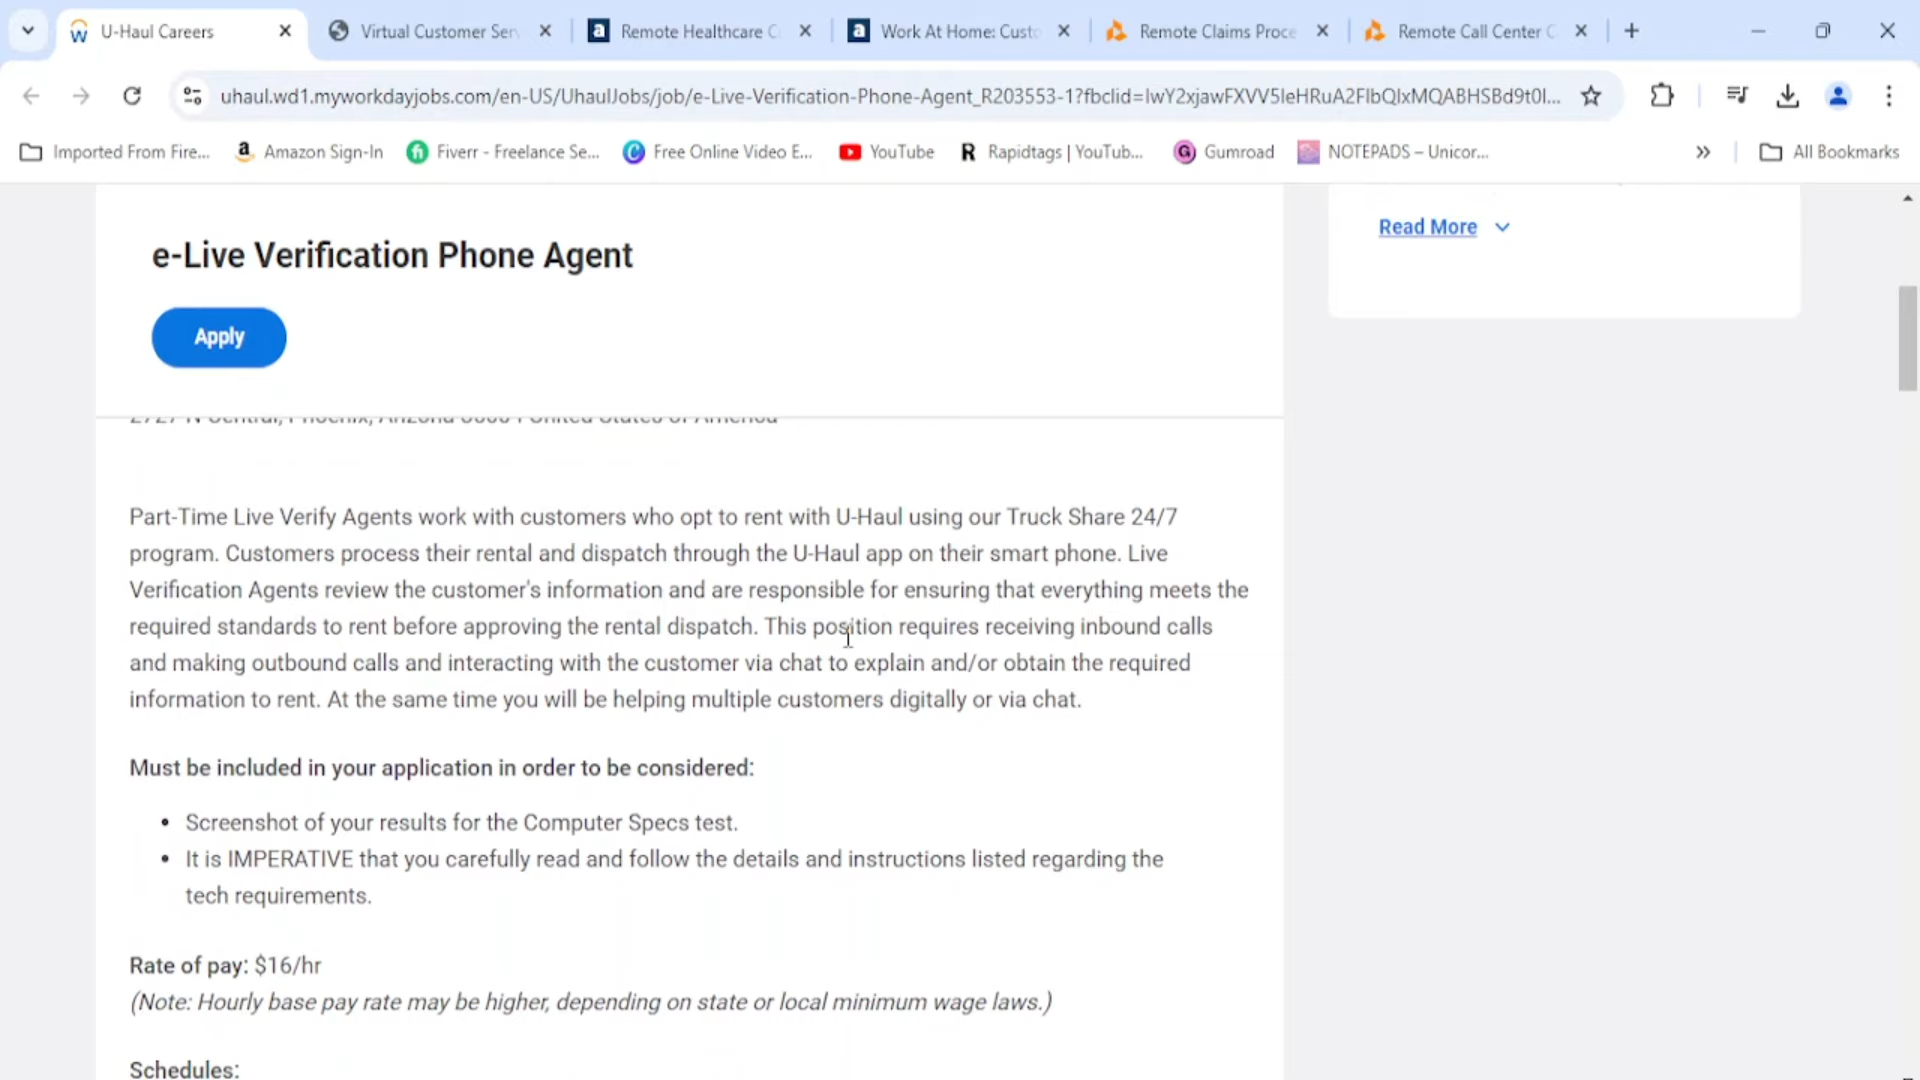 U-Haul Careers
Virtual Customer Serv
Remote Healthcare C
Work At Home: Custo
Remote Claims Proce
Remote Call Center C
uhaul.wd1.myworkdayjobs.com/en-US/UhaulJobs/job/e-Live-Verification-Phone-Agent_R203553-1?fbclid=IwY2xjawFXVV5leHRuA2FlbQIxMQABHSBd9t0I...
Imported From Fire...
Amazon Sign-In
Fiverr - Freelance Se...
Free Online Video E...
YouTube
Rapidtags | YouTub...
Gumroad
NOTEPADS – Unicor...
All Bookmarks
Read More
e-Live Verification Phone Agent
Apply
Part-Time Live Verify Agents work with customers who opt to rent with U-Haul using our Truck Share 24/7
program. Customers process their rental and dispatch through the U-Haul app on their smart phone. Live
Verification Agents review the customer's information and are responsible for ensuring that everything meets the
required standards to rent before approving the rental dispatch. This position requires receiving inbound calls
and making outbound calls and interacting with the customer via chat to explain and/or obtain the required
information to rent. At the same time you will be helping multiple customers digitally or via chat.
Must be included in your application in order to be considered:
• Screenshot of your results for the Computer Specs test.
• It is IMPERATIVE that you carefully read and follow the details and instructions listed regarding the
tech requirements.
Rate of pay: $16/hr
(Note: Hourly base pay rate may be higher, depending on state or local minimum wage laws.)
Schedules: